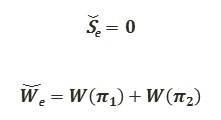 S̆ₑ = 0
W̆ₑ = W(π₁) + W(π₂)